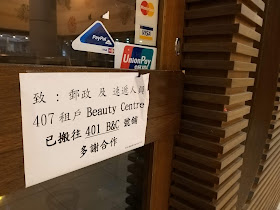 PayPal
MasterCard
UnionPay
致 : 郵政 及 速遞人員
407 租戶 Beauty Centre
已搬往 401 B&C 號舖
多謝合作